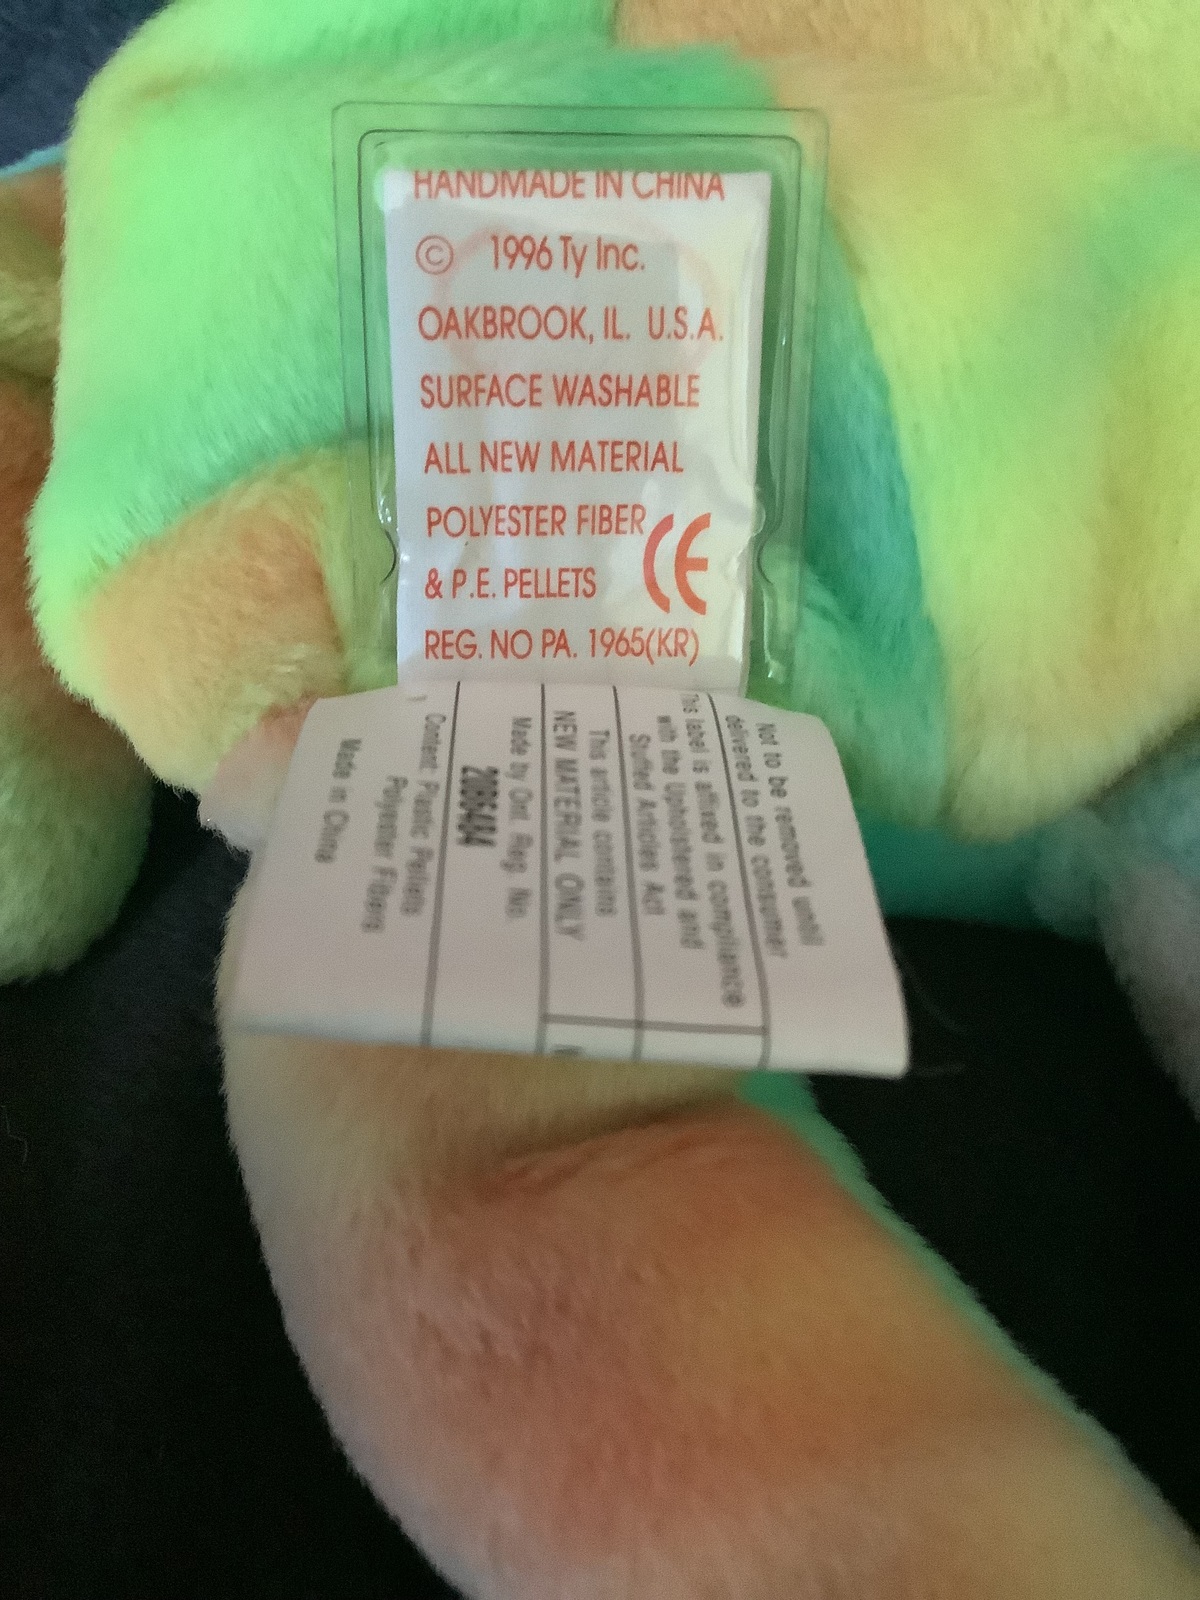 HANDMADE IN CHINA
© 1996 Ty Inc.
OAKBROOK, IL. U.S.A.
SURFACE WASHABLE
ALL NEW MATERIAL
POLYESTER FIBER
& P.E. PELLETS
CE
REG. NO PA. 1965(KR)
Not to be removed until
delivered to the consumer
This label is affixed in compliance
with the Upholstered and
Stuffed Articles Act
This article contains
NEW MATERIAL ONLY
Made by Ont. Reg. No.
20B6484
Content: Plastic Pellets
Polyester Fibers
Made in China